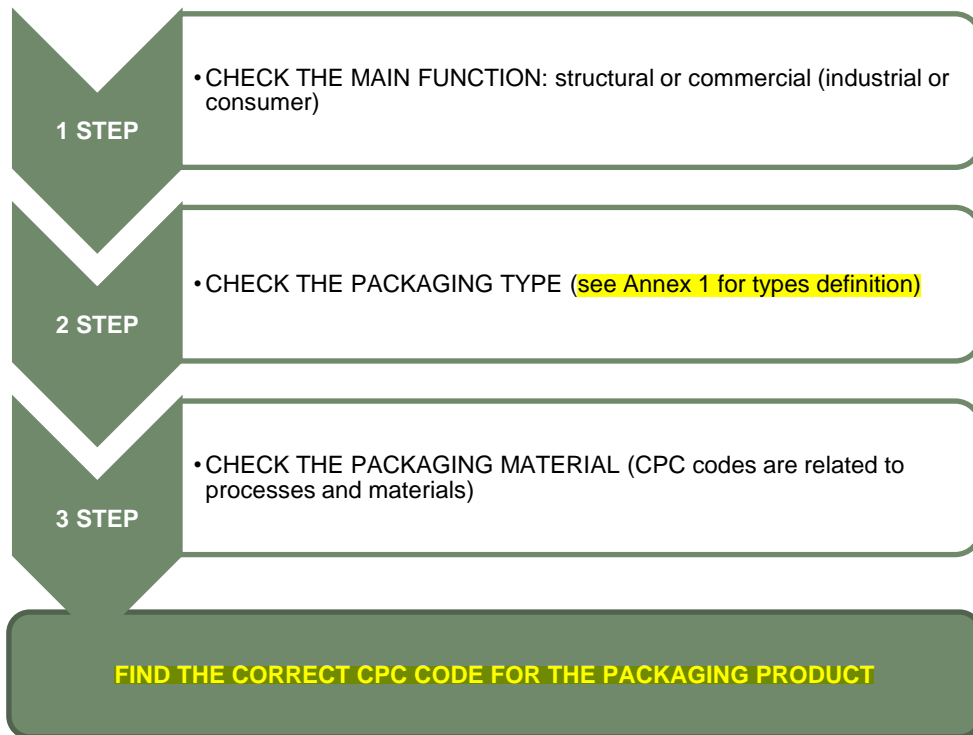 1 STEP
• CHECK THE MAIN FUNCTION: structural or commercial (industrial or
consumer)
2 STEP
• CHECK THE PACKAGING TYPE (see Annex 1 for types definition)
3 STEP
• CHECK THE PACKAGING MATERIAL (CPC codes are related to
processes and materials)
FIND THE CORRECT CPC CODE FOR THE PACKAGING PRODUCT